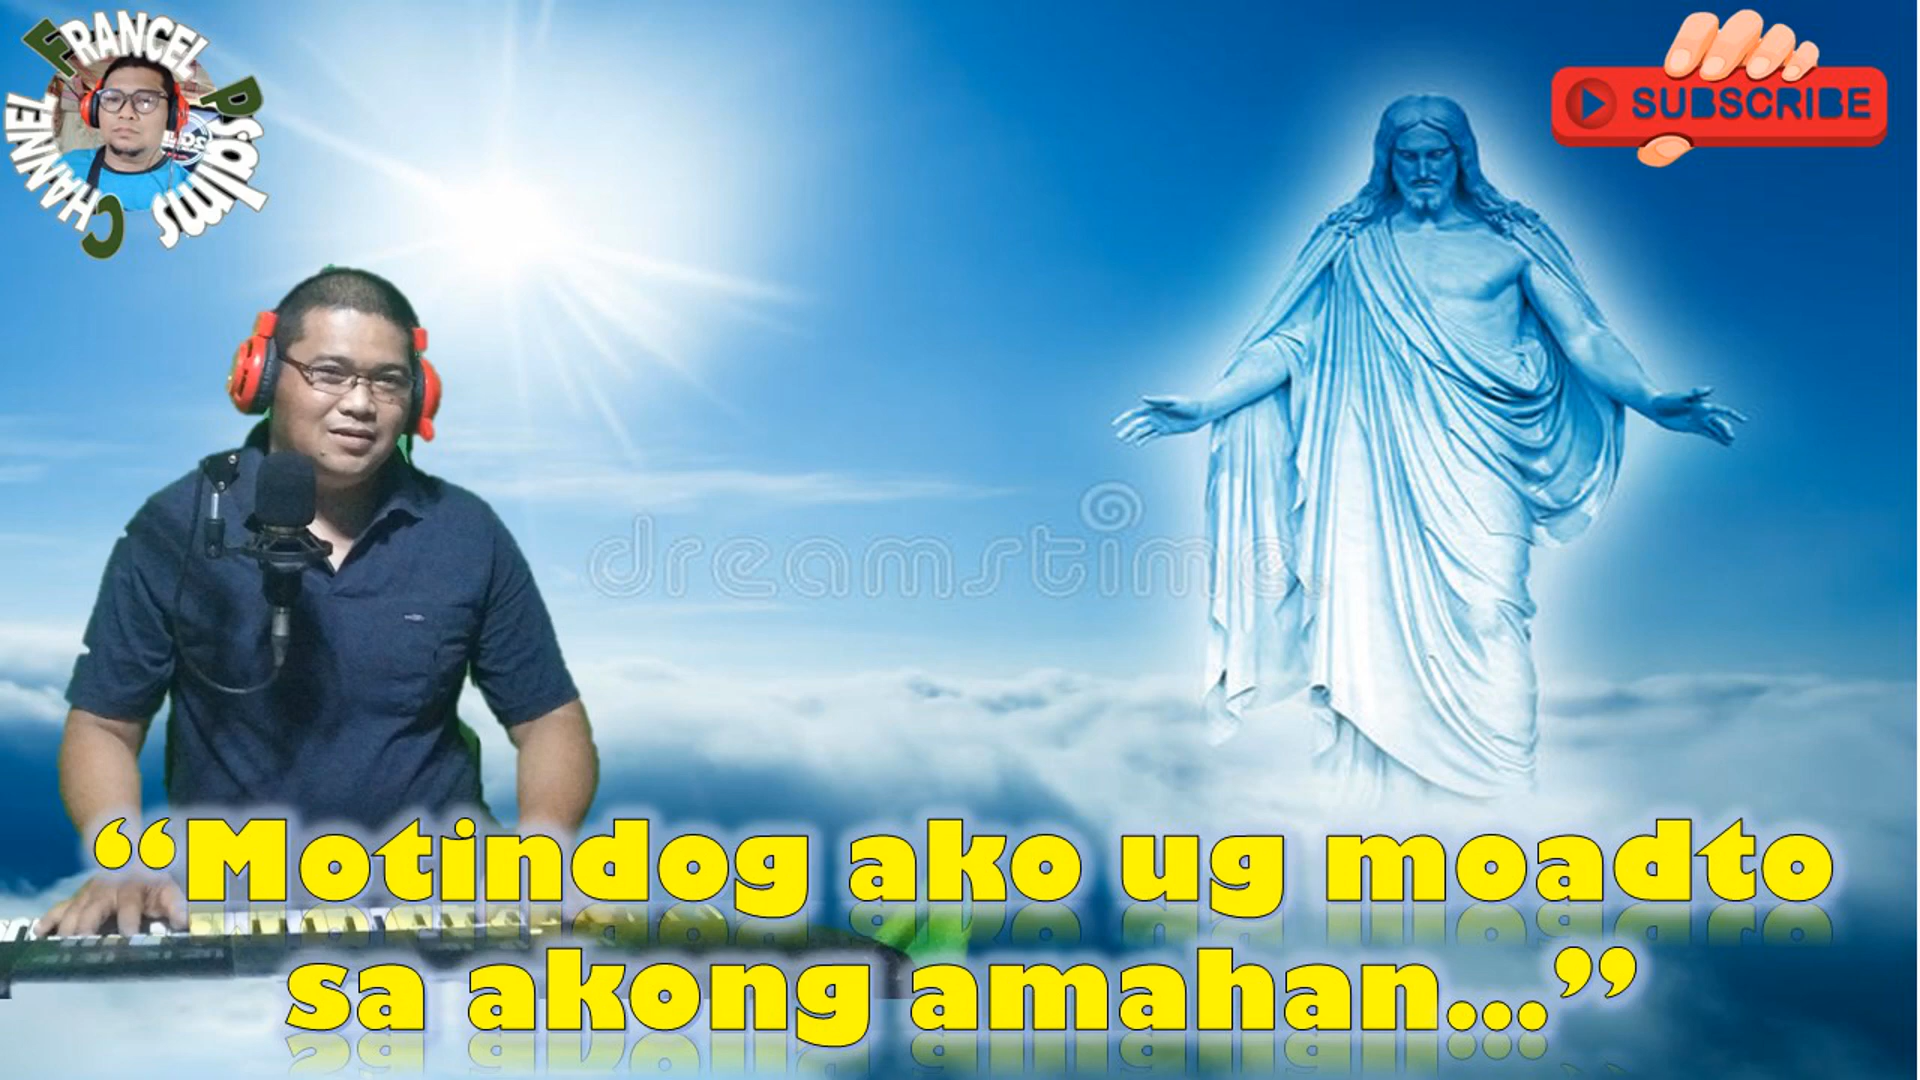 FRANCEL Psalms CHANNEL
SUBSCRIBE
dreamstime
“Motindog ako ug moadto
sa akong amahan...”